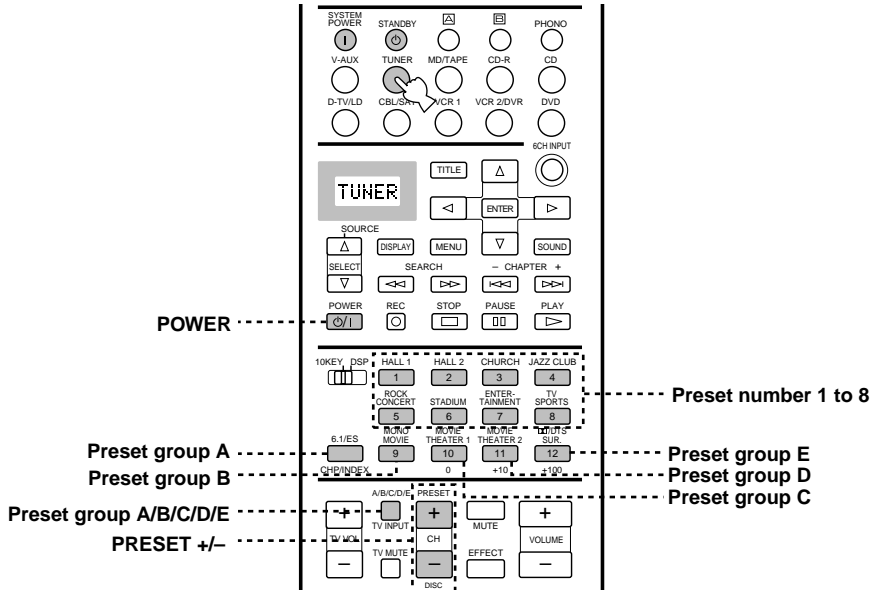 SYSTEM POWER STANDBY A B PHONO
V-AUX TUNER MD/TAPE CD-R CD
D-TV/LD CBL/SAT VCR 1 VCR 2/DVR DVD
6CH INPUT
TITLE
TUNER
ENTER
SOURCE
DISPLAY MENU SOUND
SELECT SEARCH – CHAPTER +
POWER REC STOP PAUSE PLAY
POWER
10KEY DSP HALL 1 HALL 2 CHURCH JAZZ CLUB
1 2 3 4
Preset number 1 to 8
ROCK CONCERT STADIUM ENTER-TAINMENT TV SPORTS
5 6 7 8
6.1/ES MONO MOVIE MOVIE THEATER 1 MOVIE THEATER 2 /DTS SUR.
9 10 11 12
Preset group A
Preset group E
CHP/INDEX 0 +10 +100
Preset group B
Preset group D
Preset group C
A/B/C/D/E PRESET
Preset group A/B/C/D/E
+ + +
TV INPUT MUTE
PRESET +/–
TV VOL CH VOLUME
TV MUTE EFFECT
– – –
DISC